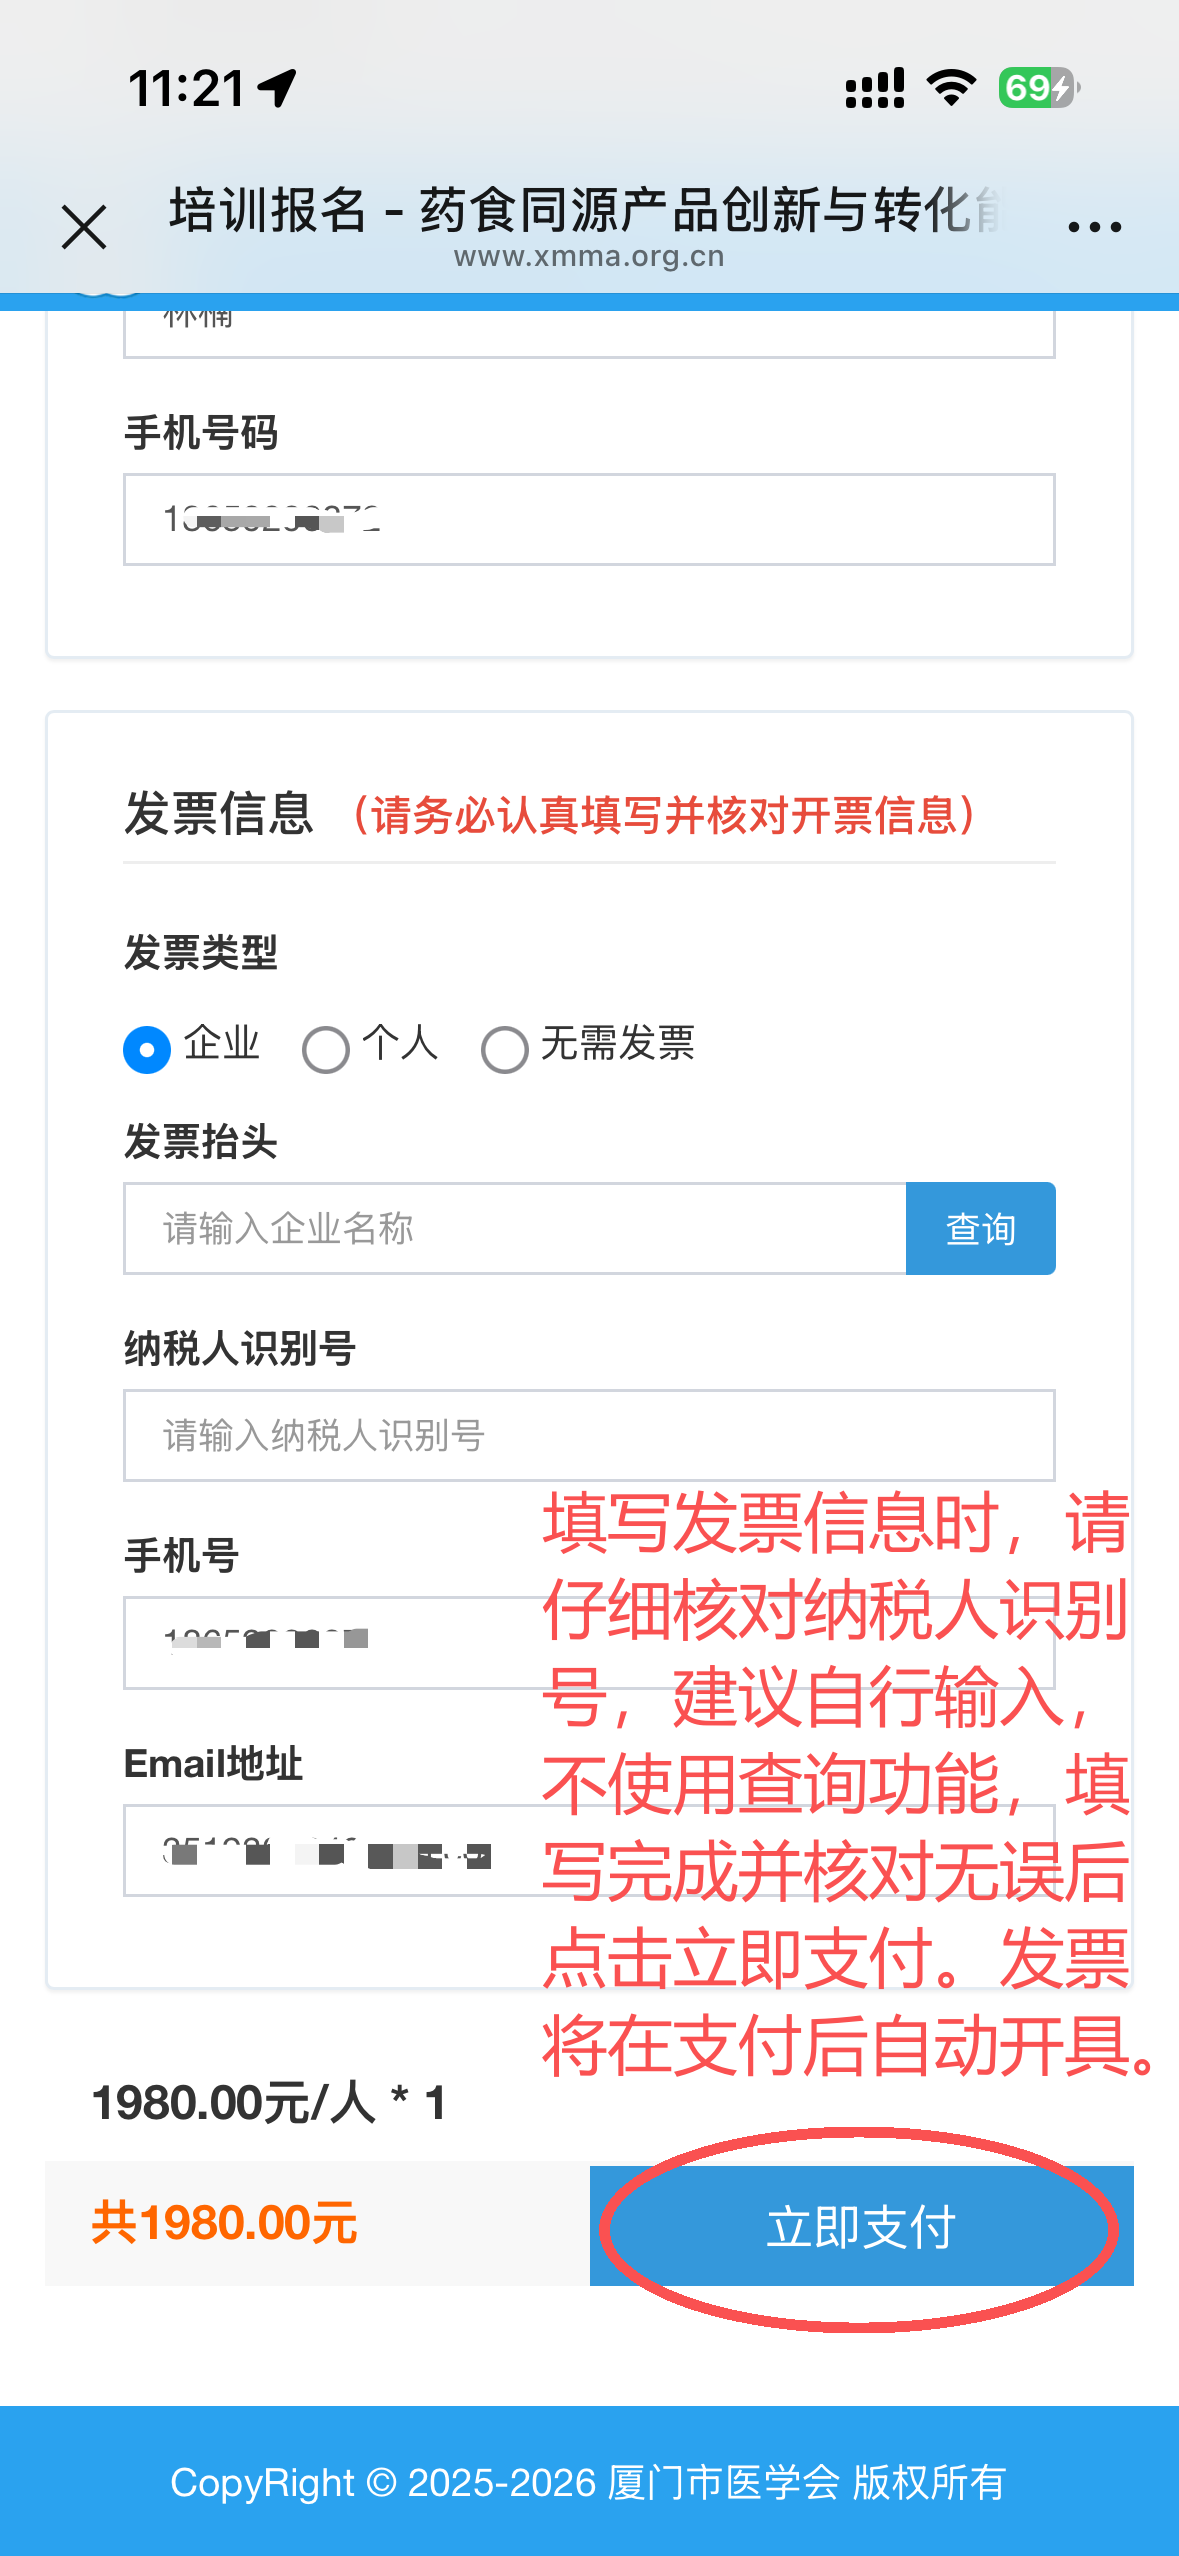 11:21
69
培训报名 - 药食同源产品创新与转化
www.xmma.org.cn
手机号码
发票信息 （请务必认真填写并核对开票信息）
发票类型
企业 个人 无需发票
发票抬头
请输入企业名称 查询
纳税人识别号
请输入纳税人识别号
填写发票信息时，请
手机号
仔细核对纳税人识别
号，建议自行输入，
Email地址
不使用查询功能，填
写完成并核对无误后
点击立即支付。发票
将在支付后自动开具。
1980.00元/人 * 1
共1980.00元 立即支付
CopyRight © 2025-2026 厦门市医学会 版权所有